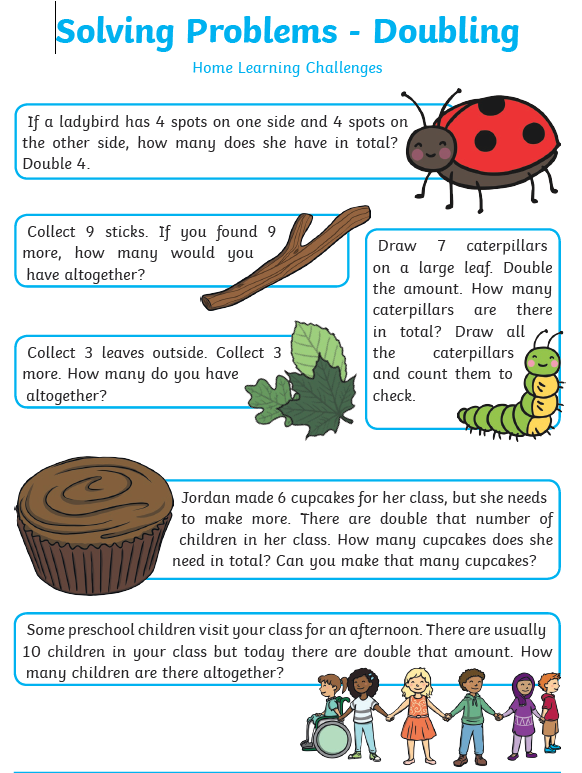 Solving Problems - Doubling
Home Learning Challenges
If a ladybird has 4 spots on one side and 4 spots on
the other side, how many does she have in total?
Double 4.
Collect 9 sticks. If you found 9
more, how many would you
have altogether?
Draw 7 caterpillars
on a large leaf. Double
the amount. How many
caterpillars are there
in total? Draw all
the caterpillars
and count them to
check.
Collect 3 leaves outside. Collect 3
more. How many do you have
altogether?
Jordan made 6 cupcakes for her class, but she needs
to make more. There are double that number of
children in her class. How many cupcakes does she
need in total? Can you make that many cupcakes?
Some preschool children visit your class for an afternoon. There are usually
10 children in your class but today there are double that amount. How
many children are there altogether?